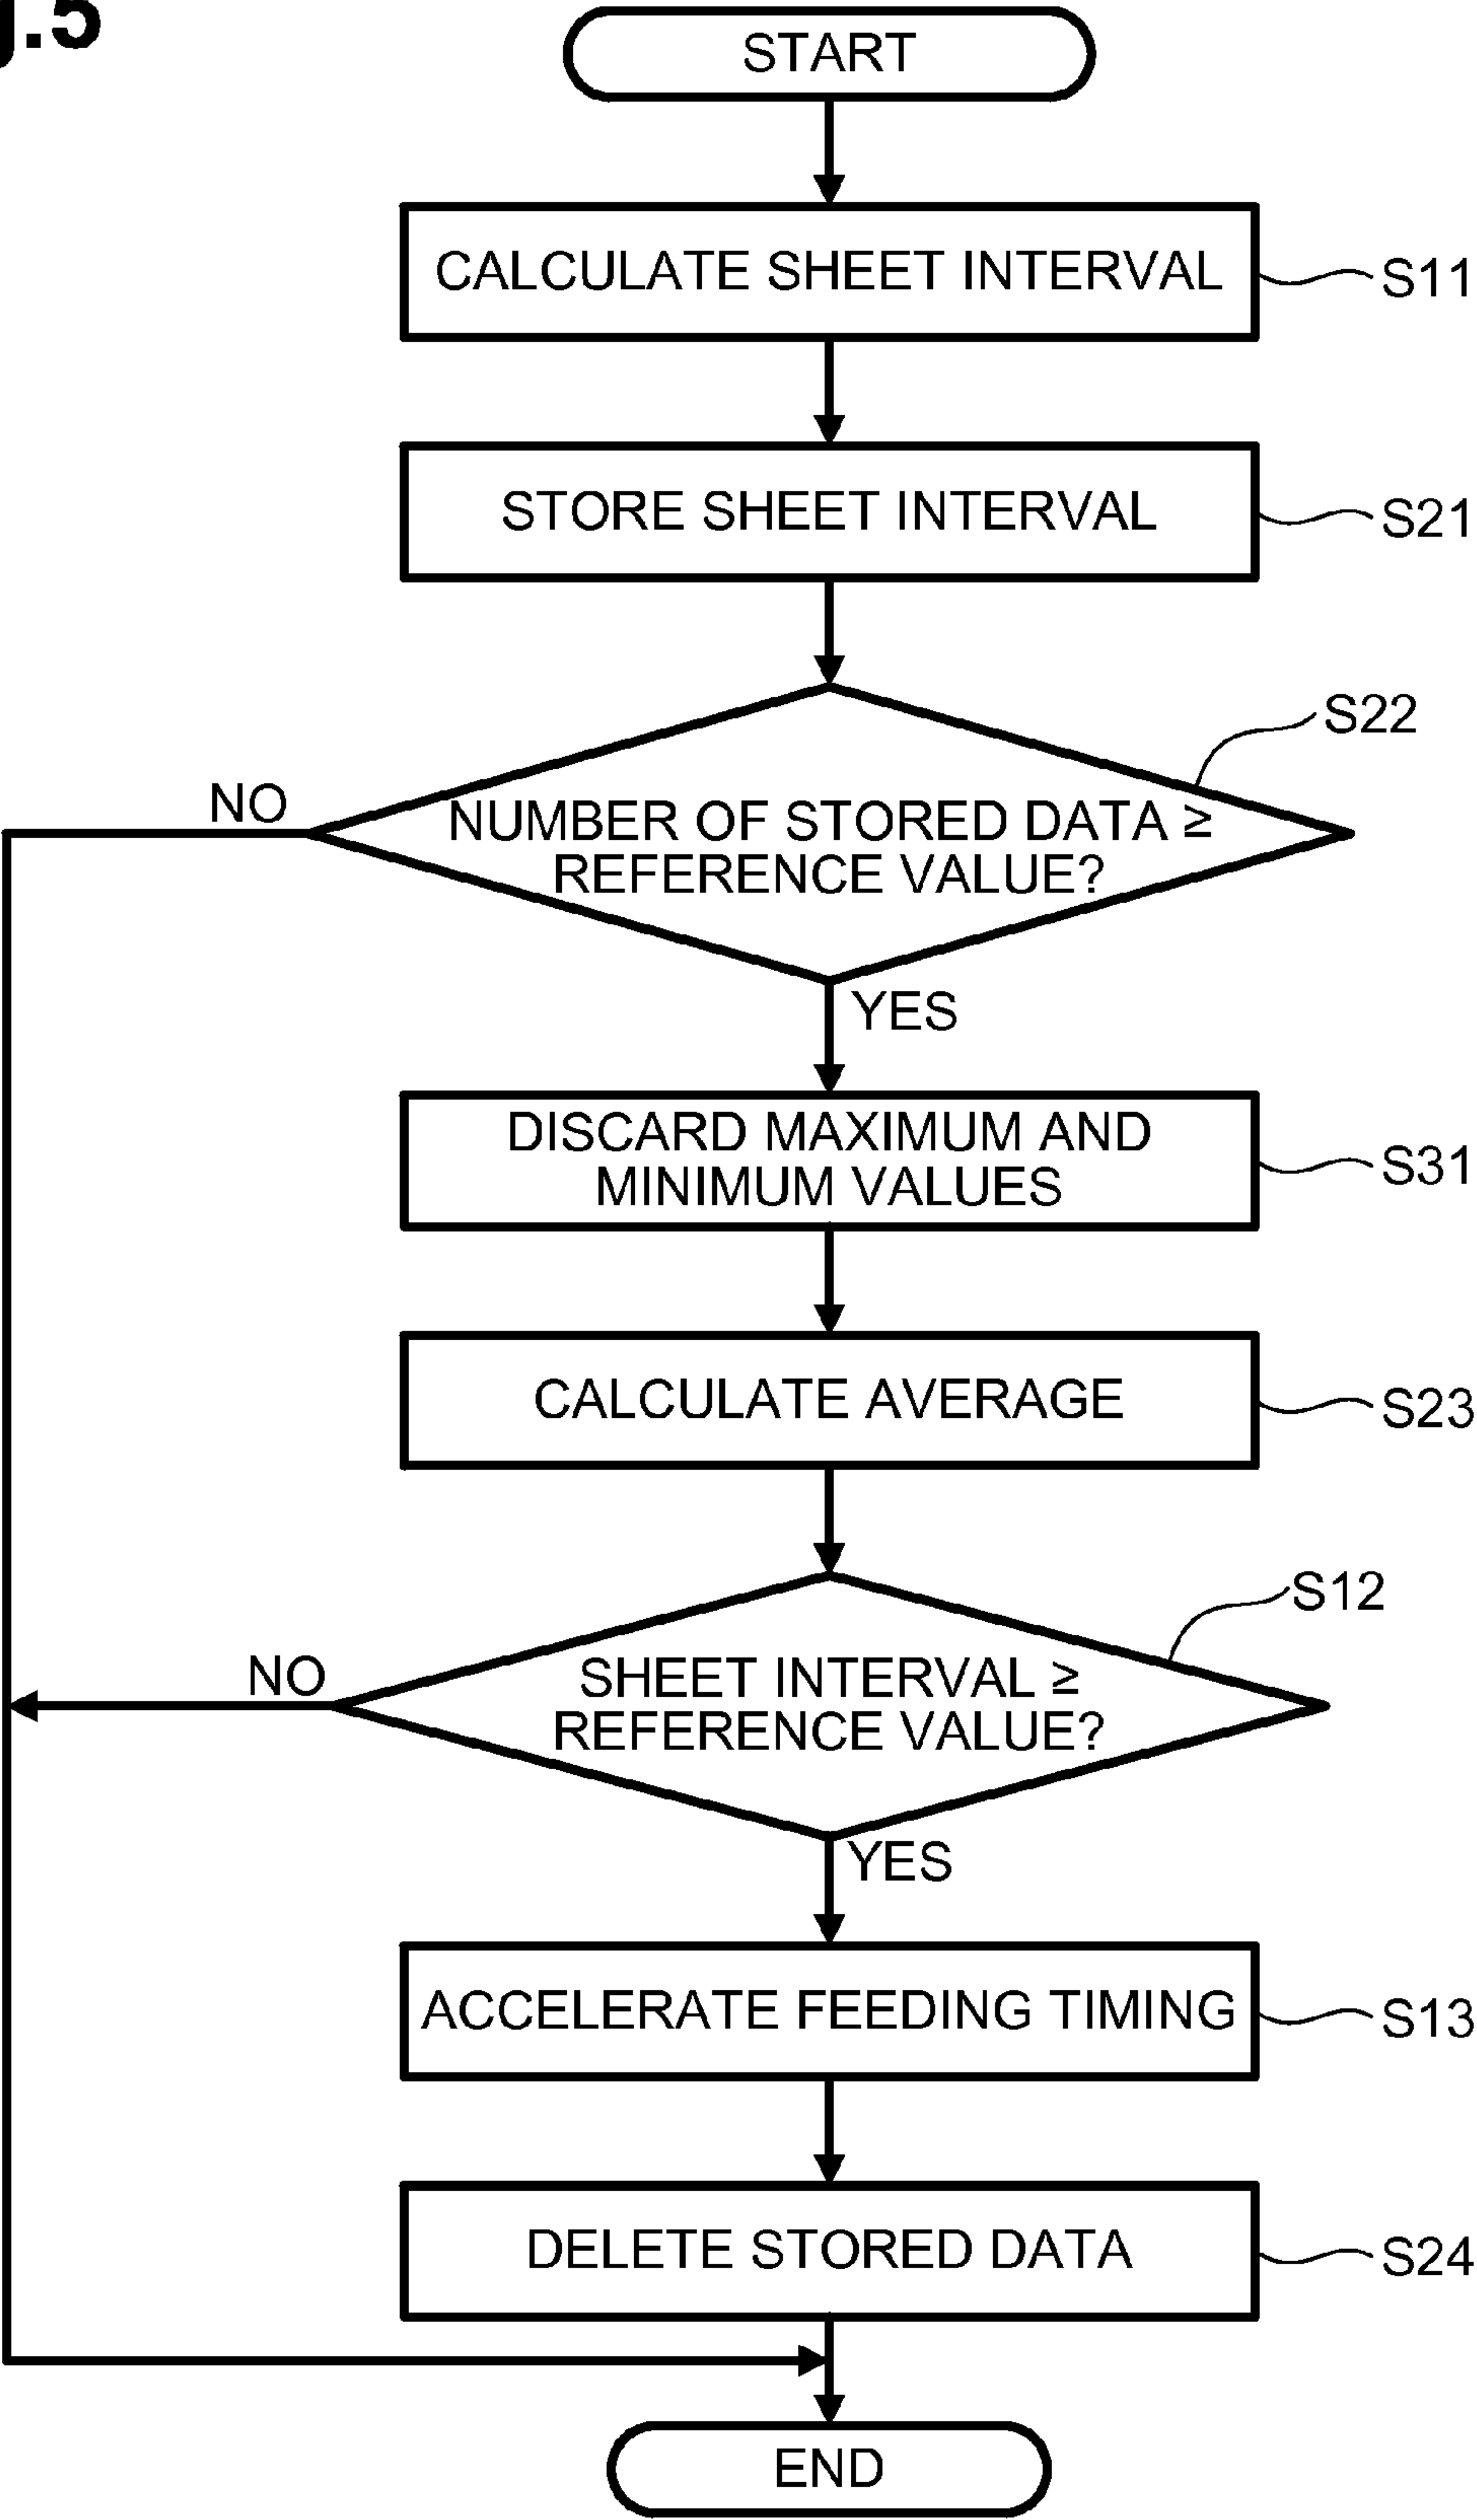 .5
START
CALCULATE SHEET INTERVAL
S11
STORE SHEET INTERVAL
S21
S22
NO
NUMBER OF STORED DATA ≥
REFERENCE VALUE?
YES
DISCARD MAXIMUM AND
MINIMUM VALUES
S31
CALCULATE AVERAGE
S23
S12
NO
SHEET INTERVAL ≥
REFERENCE VALUE?
YES
ACCELERATE FEEDING TIMING
S13
DELETE STORED DATA
S24
END